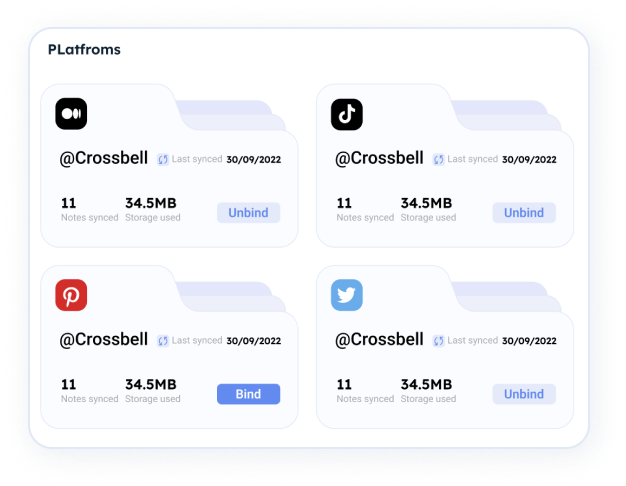 PLatfroms
@Crossbell Last synced 30/09/2022
11 34.5MB
Notes synced Storage used Unbind
@Crossbell Last synced 30/09/2022
11 34.5MB
Notes synced Storage used Unbind
@Crossbell Last synced 30/09/2022
11 34.5MB
Notes synced Storage used Bind
@Crossbell Last synced 30/09/2022
11 34.5MB
Notes synced Storage used Unbind